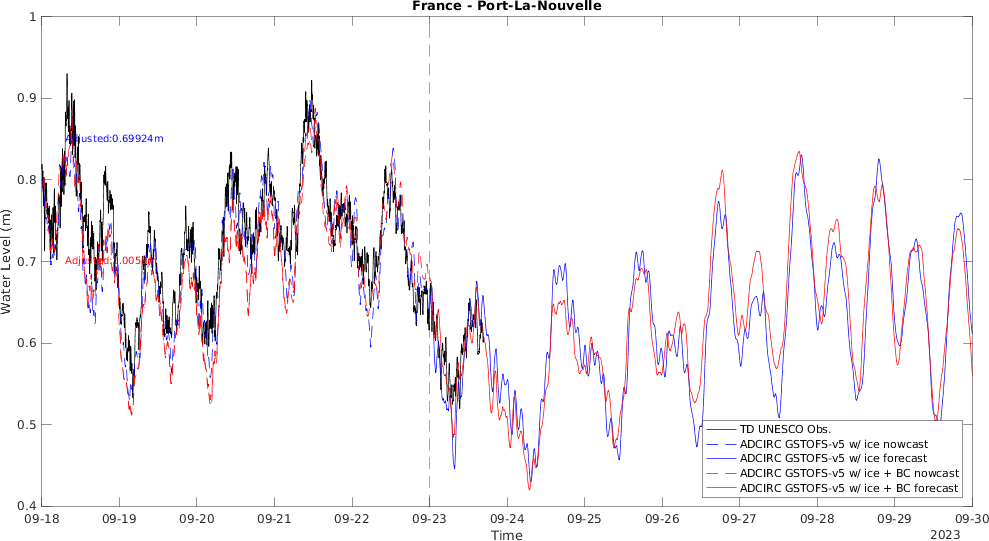 France - Port-La-Nouvelle
Water Level (m)
1
0.9
0.8
0.7
0.6
0.5
0.4
Adjusted:0.69924m
TD UNESCO Obs.
ADCIRC GSTOFS-v5 w/ ice nowcast
ADCIRC GSTOFS-v5 w/ ice forecast
ADCIRC GSTOFS-v5 w/ ice + BC nowcast
ADCIRC GSTOFS-v5 w/ ice + BC forecast
09-18 09-19 09-20 09-21 09-22 09-23 09-24 09-25 09-26 09-27 09-28 09-29 09-30
Time
2023